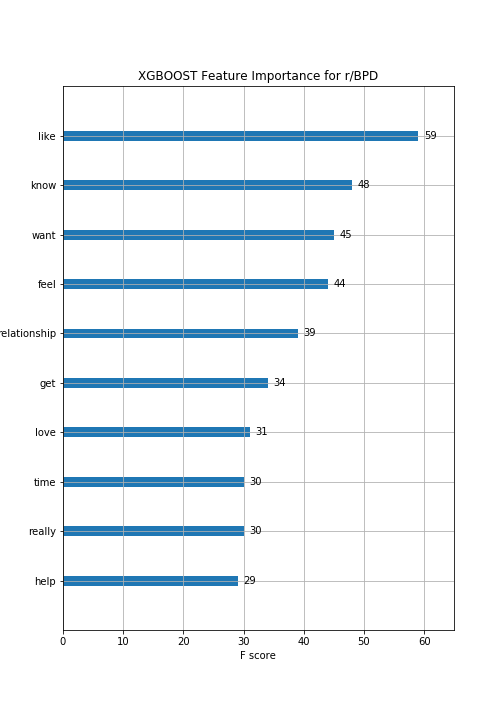 XGBOOST Feature Importance for r/BPD
like 59
know 48
want 45
feel 44
relationship 39
get 34
love 31
time 30
really 30
help 29
0 10 20 30 40 50 60
F score